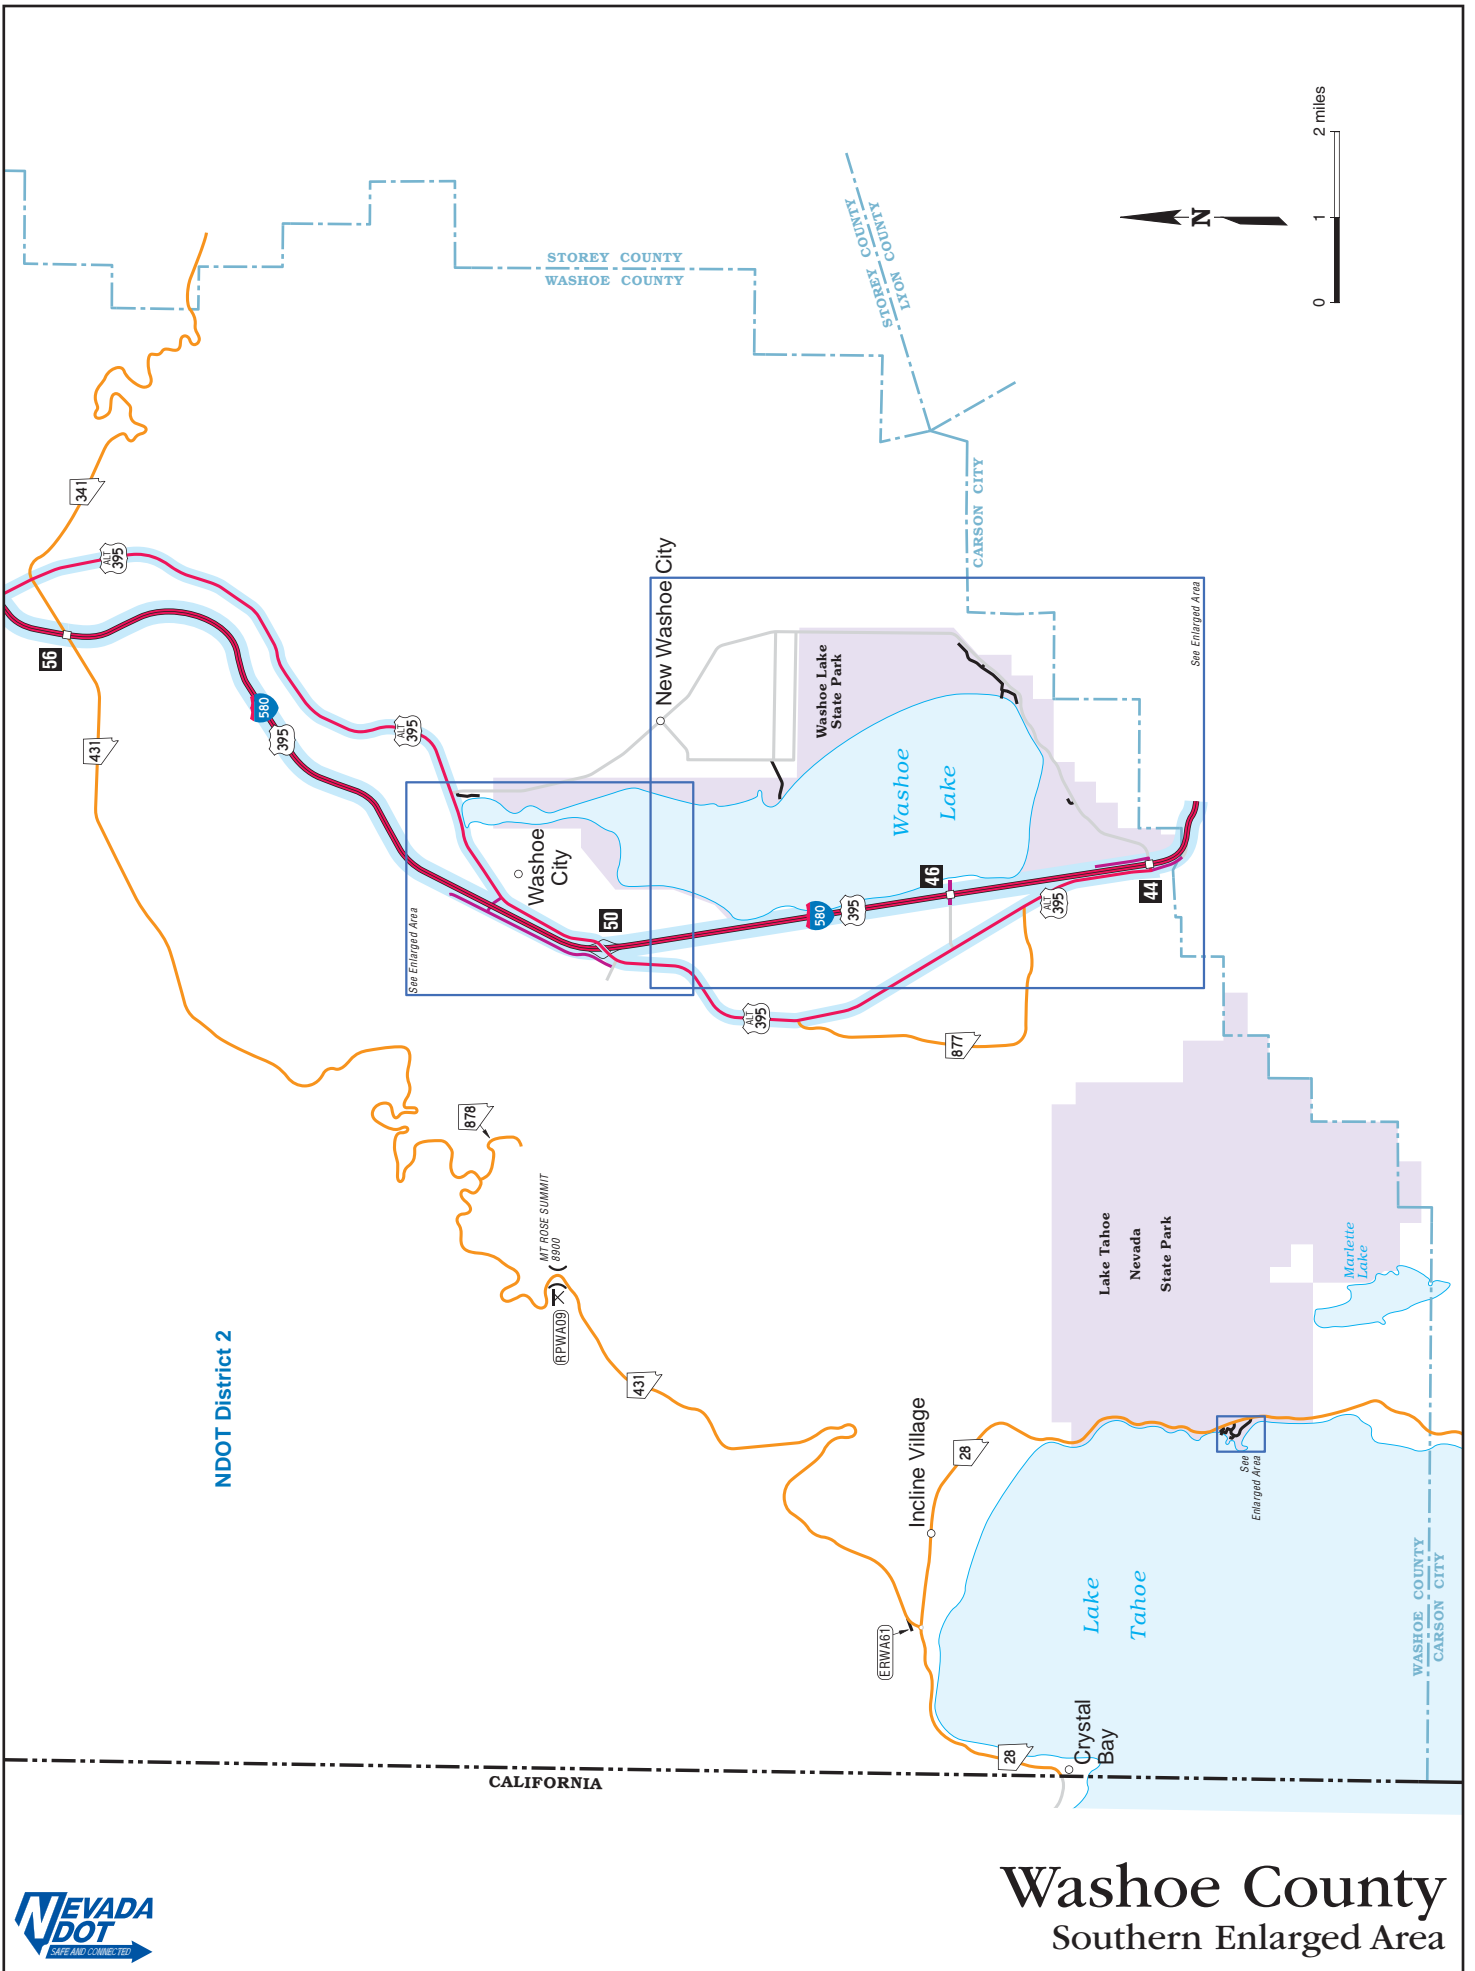 2 miles
1
0
N
STOREY COUNTY
WASHOE COUNTY
STOREY COUNTY
LYON COUNTY
CARSON CITY
341
ALT
395
56
431
580
395
ALT
395
New Washoe City
See Enlarged Area
Washoe Lake
State Park
Washoe
Lake
Washoe
City
See Enlarged Area
50
46
580
395
ALT
395
44
ALT
395
877
878
MT ROSE SUMMIT
8900
RPWA09
431
NDOT District 2
Lake Tahoe
Nevada
State Park
Marlette
Lake
Incline Village
28
See
Enlarged Area
Lake
Tahoe
ERWA61
WASHOE COUNTY
CARSON CITY
28
Crystal
Bay
CALIFORNIA
NEVADA
DOT
SAFE AND CONNECTED
Washoe County
Southern Enlarged Area